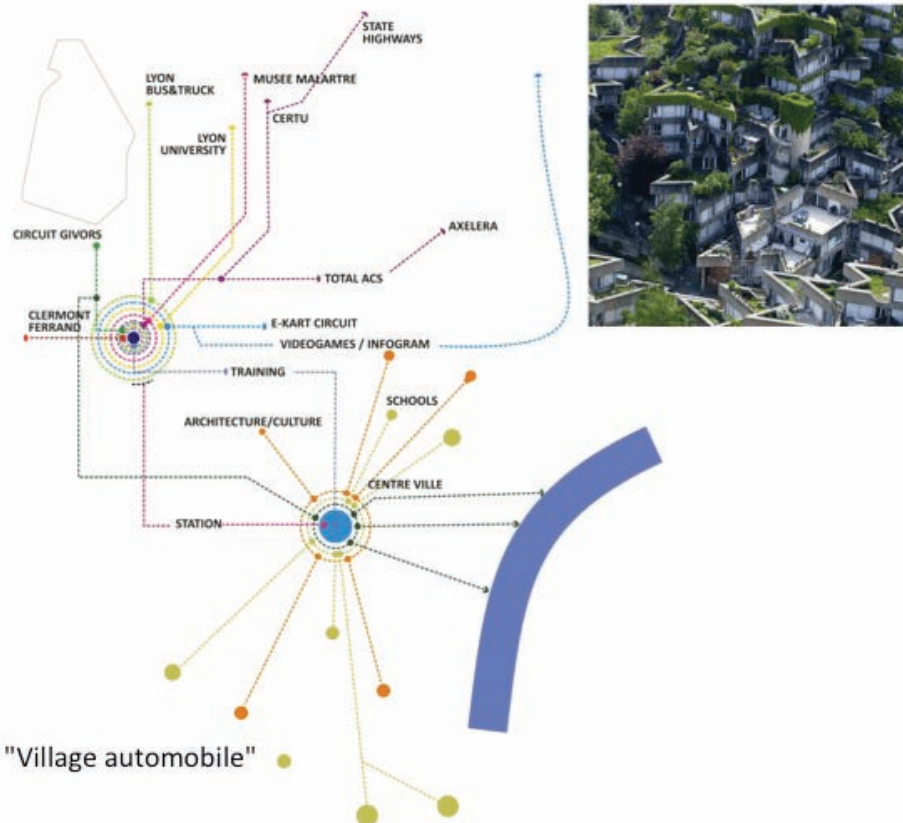 STATE
HIGHWAYS
LYON
BUS&TRUCK
MUSEE MALARTRE
CERTU
LYON
UNIVERSITY
AXELERA
CIRCUIT GIVORS
TOTAL ACS
CLERMONT
FERRAND
E-KART CIRCUIT
VIDEOGAMES / INFOGRAM
TRAINING
SCHOOLS
ARCHITECTURE/CULTURE
CENTRE VILLE
STATION
"Village automobile"